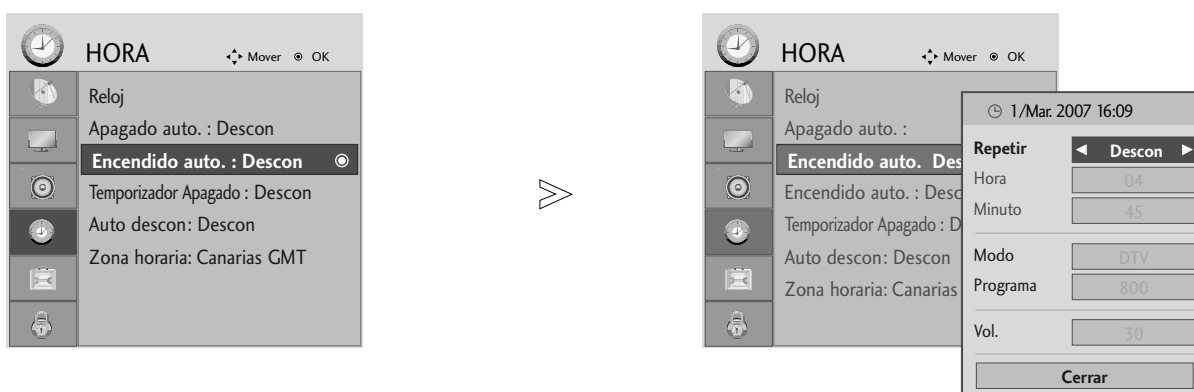 HORA Mover OK
Reloj
Apagado auto. : Descon
Encendido auto. : Descon
Temporizador Apagado : Descon
Auto descon: Descon
Zona horaria: Canarias GMT
HORA Mover OK
Reloj
Apagado auto. :
Encendido auto. Des
Encendido auto. : Desc
Temporizador Apagado : D
Auto descon: Descon
Zona horaria: Canarias
1/Mar. 2007 16:09
Repetir Descon
Hora 04
Minuto 45
Modo DTV
Programa 800
Vol. 30
Cerrar